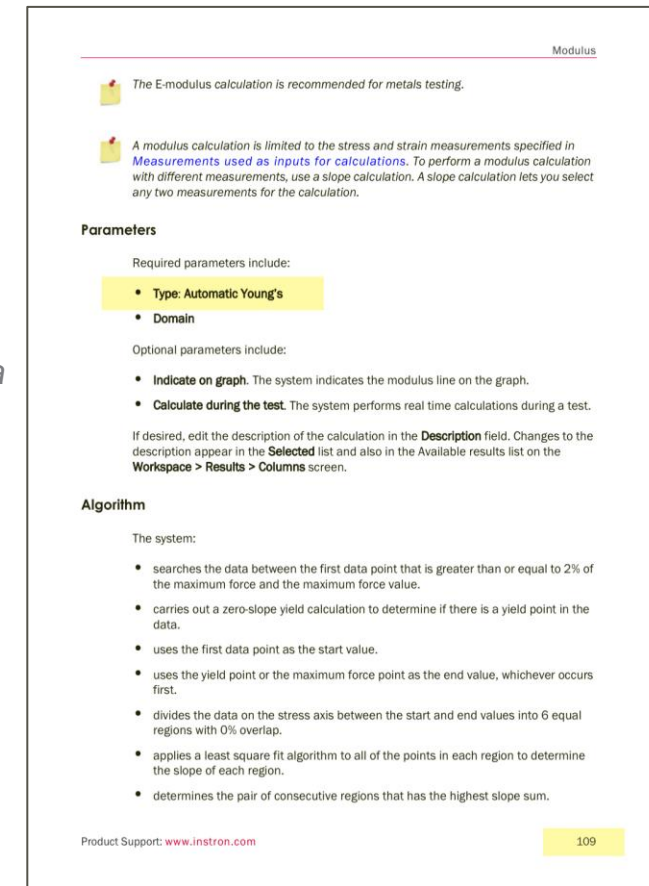 Modulus
The E-modulus calculation is recommended for metals testing.
A modulus calculation is limited to the stress and strain measurements specified in
Measurements used as inputs for calculations. To perform a modulus calculation
with different measurements, use a slope calculation. A slope calculation lets you select
any two measurements for the calculation.
Parameters
Required parameters include:
• Type: Automatic Young's
• Domain
Optional parameters include:
• Indicate on graph. The system indicates the modulus line on the graph.
• Calculate during the test. The system performs real time calculations during a test.
If desired, edit the description of the calculation in the Description field. Changes to the
description appear in the Selected list and also in the Available results list on the
Workspace > Results > Columns screen.
Algorithm
The system:
• searches the data between the first data point that is greater than or equal to 2% of
the maximum force and the maximum force value.
• carries out a zero-slope yield calculation to determine if there is a yield point in the
data.
• uses the first data point as the start value.
• uses the yield point or the maximum force point as the end value, whichever occurs
first.
• divides the data on the stress axis between the start and end values into 6 equal
regions with 0% overlap.
• applies a least square fit algorithm to all of the points in each region to determine
the slope of each region.
• determines the pair of consecutive regions that has the highest slope sum.
Product Support: www.instron.com 109